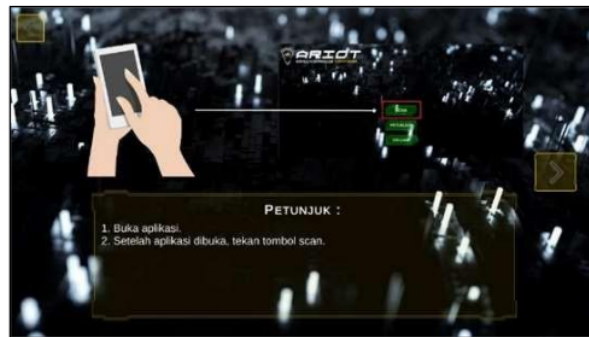 ARIOT
PETUNJUK :
1. Buka aplikasi.
2. Setelah aplikasi dibuka, tekan tombol scan.